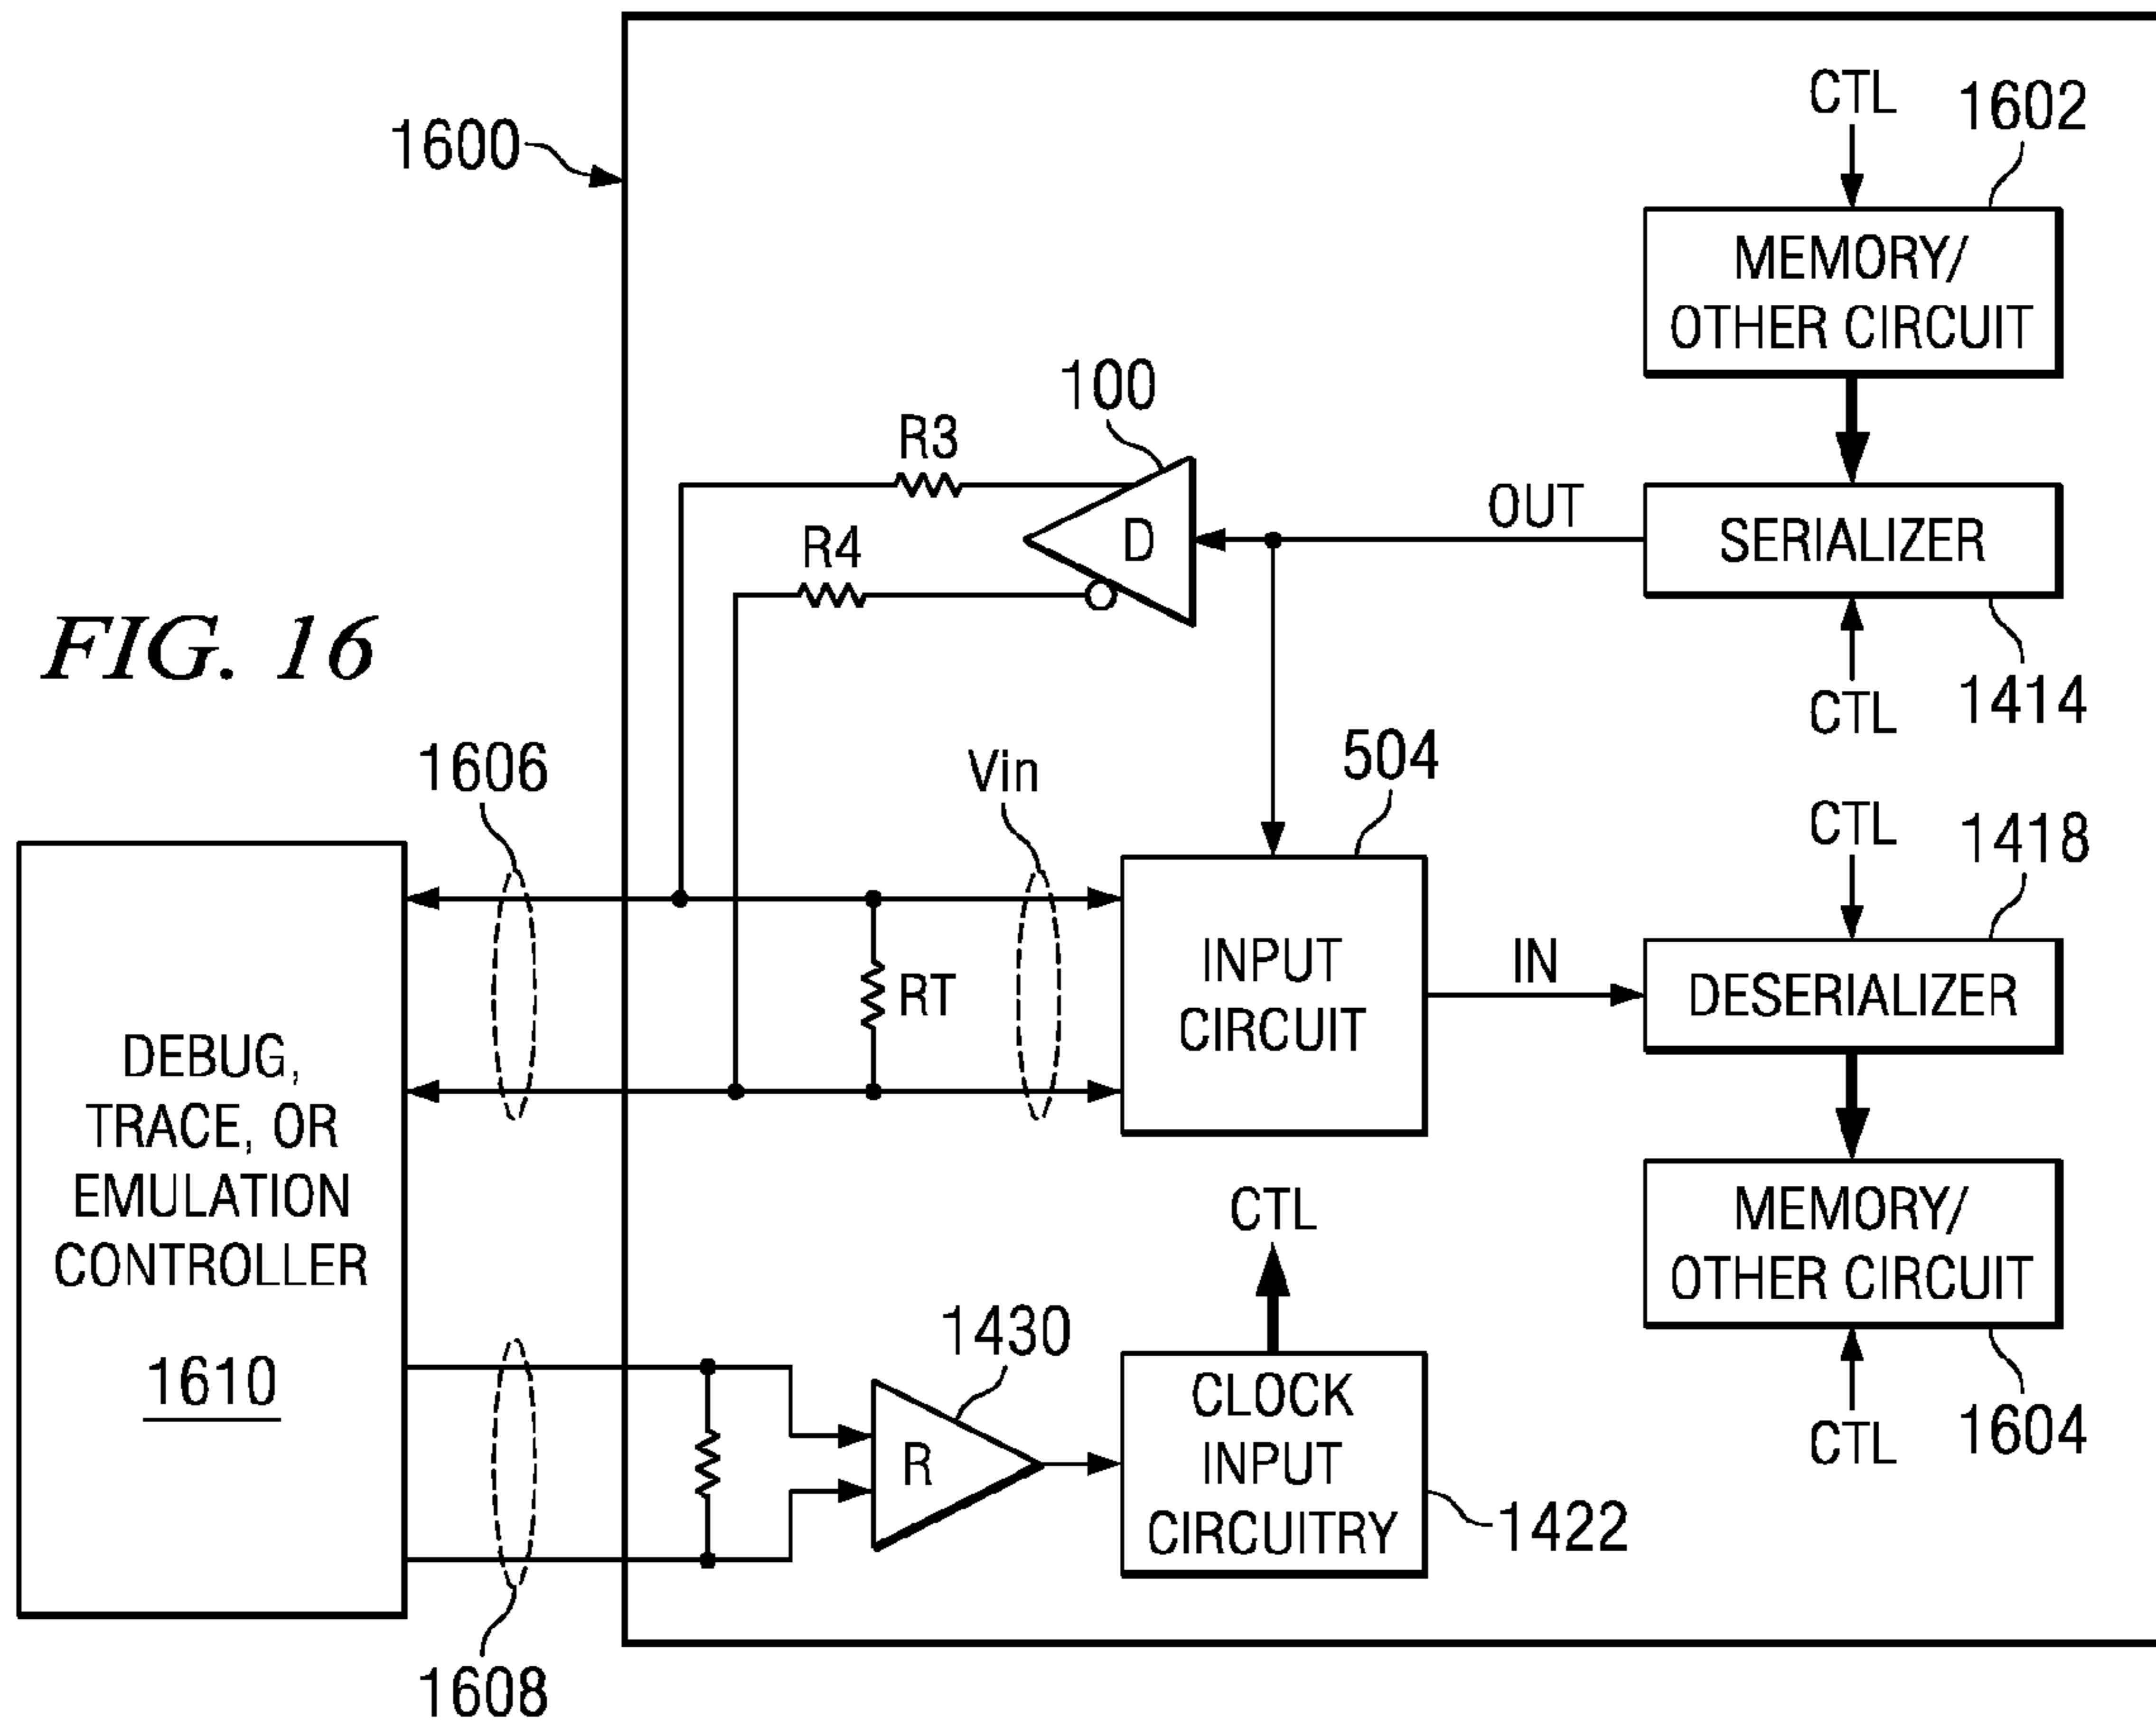 CTL
1602
1600
MEMORY/
OTHER CIRCUIT
100
R3
OUT
D
SERIALIZER
R4
FIG. 16
CTL
1414
1606
Vin
504
CTL
1418
INPUT
CIRCUIT
IN
RT
DESERIALIZER
DEBUG,
TRACE, OR
EMULATION
CONTROLLER
1610
CTL
MEMORY/
OTHER CIRCUIT
1430
CLOCK
INPUT
CIRCUITRY
R
CTL
1604
1422
1608